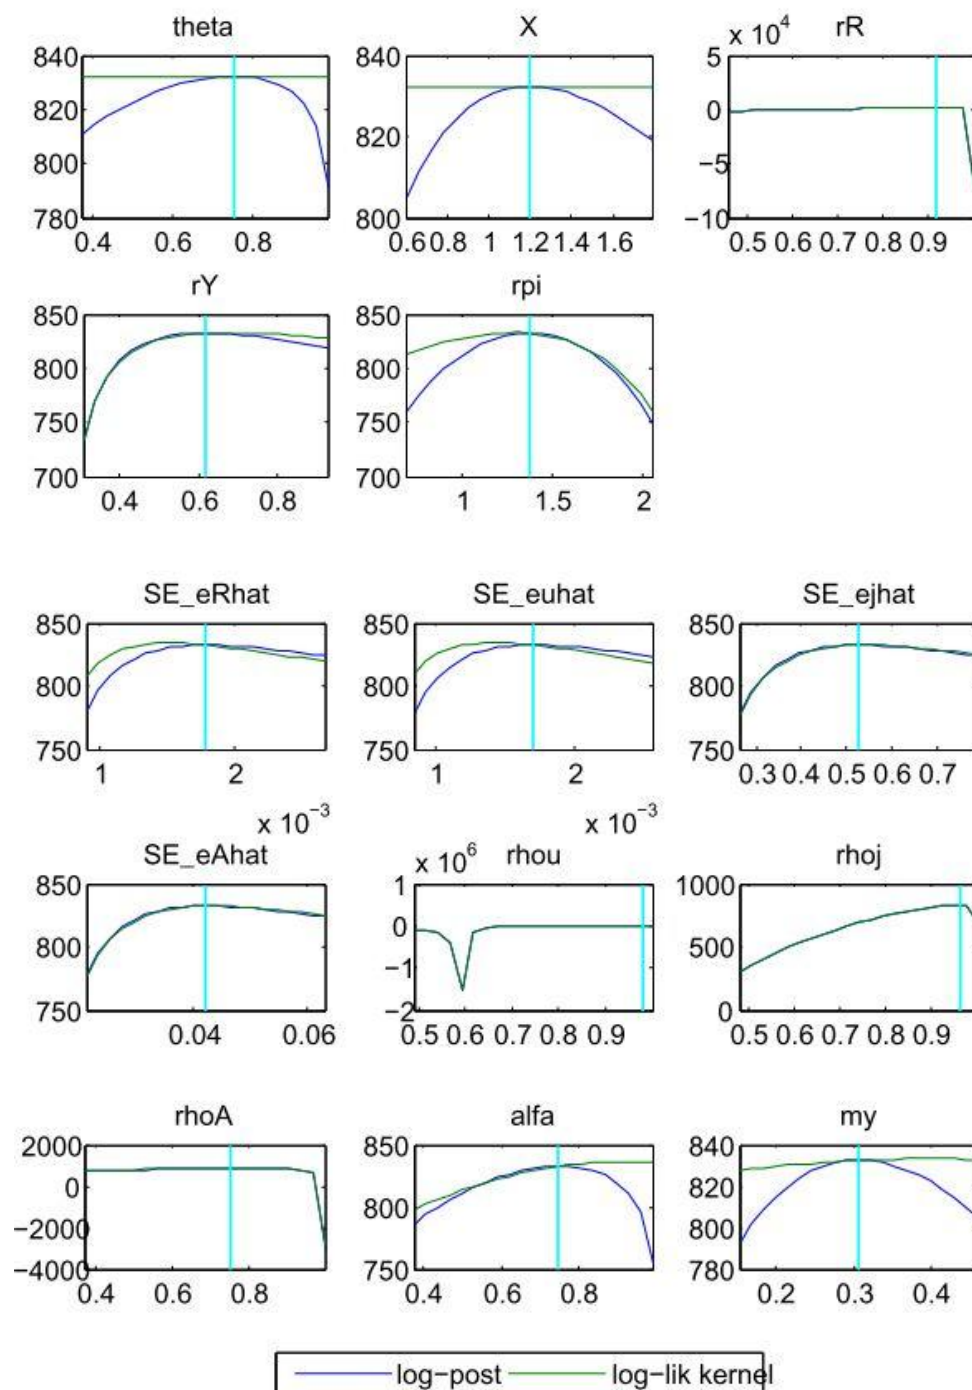 theta
840
820
800
780
0.4 0.6 0.8
X
840
820
800
0.6 0.8 1 1.2 1.4 1.6
rR
x 10^4
5
0
−5
−10
0.5 0.6 0.7 0.8 0.9
rY
850
800
750
700
0.4 0.6 0.8
rpi
850
800
750
700
1 1.5 2
SE_eRhat
850
800
750
1 2
x 10^−3
SE_euhat
850
800
750
1 2
x 10^−3
SE_ejhat
850
800
750
0.3 0.4 0.5 0.6 0.7
SE_eAhat
850
800
750
0.04 0.06
rhou
x 10^6
1
0
−1
−2
0.5 0.6 0.7 0.8 0.9
rhoj
1000
500
0
0.5 0.6 0.7 0.8 0.9
rhoA
2000
0
−2000
−4000
0.4 0.6 0.8
alfa
850
800
750
0.4 0.6 0.8
my
840
820
800
780
0.2 0.3 0.4
log−post log−lik kernel